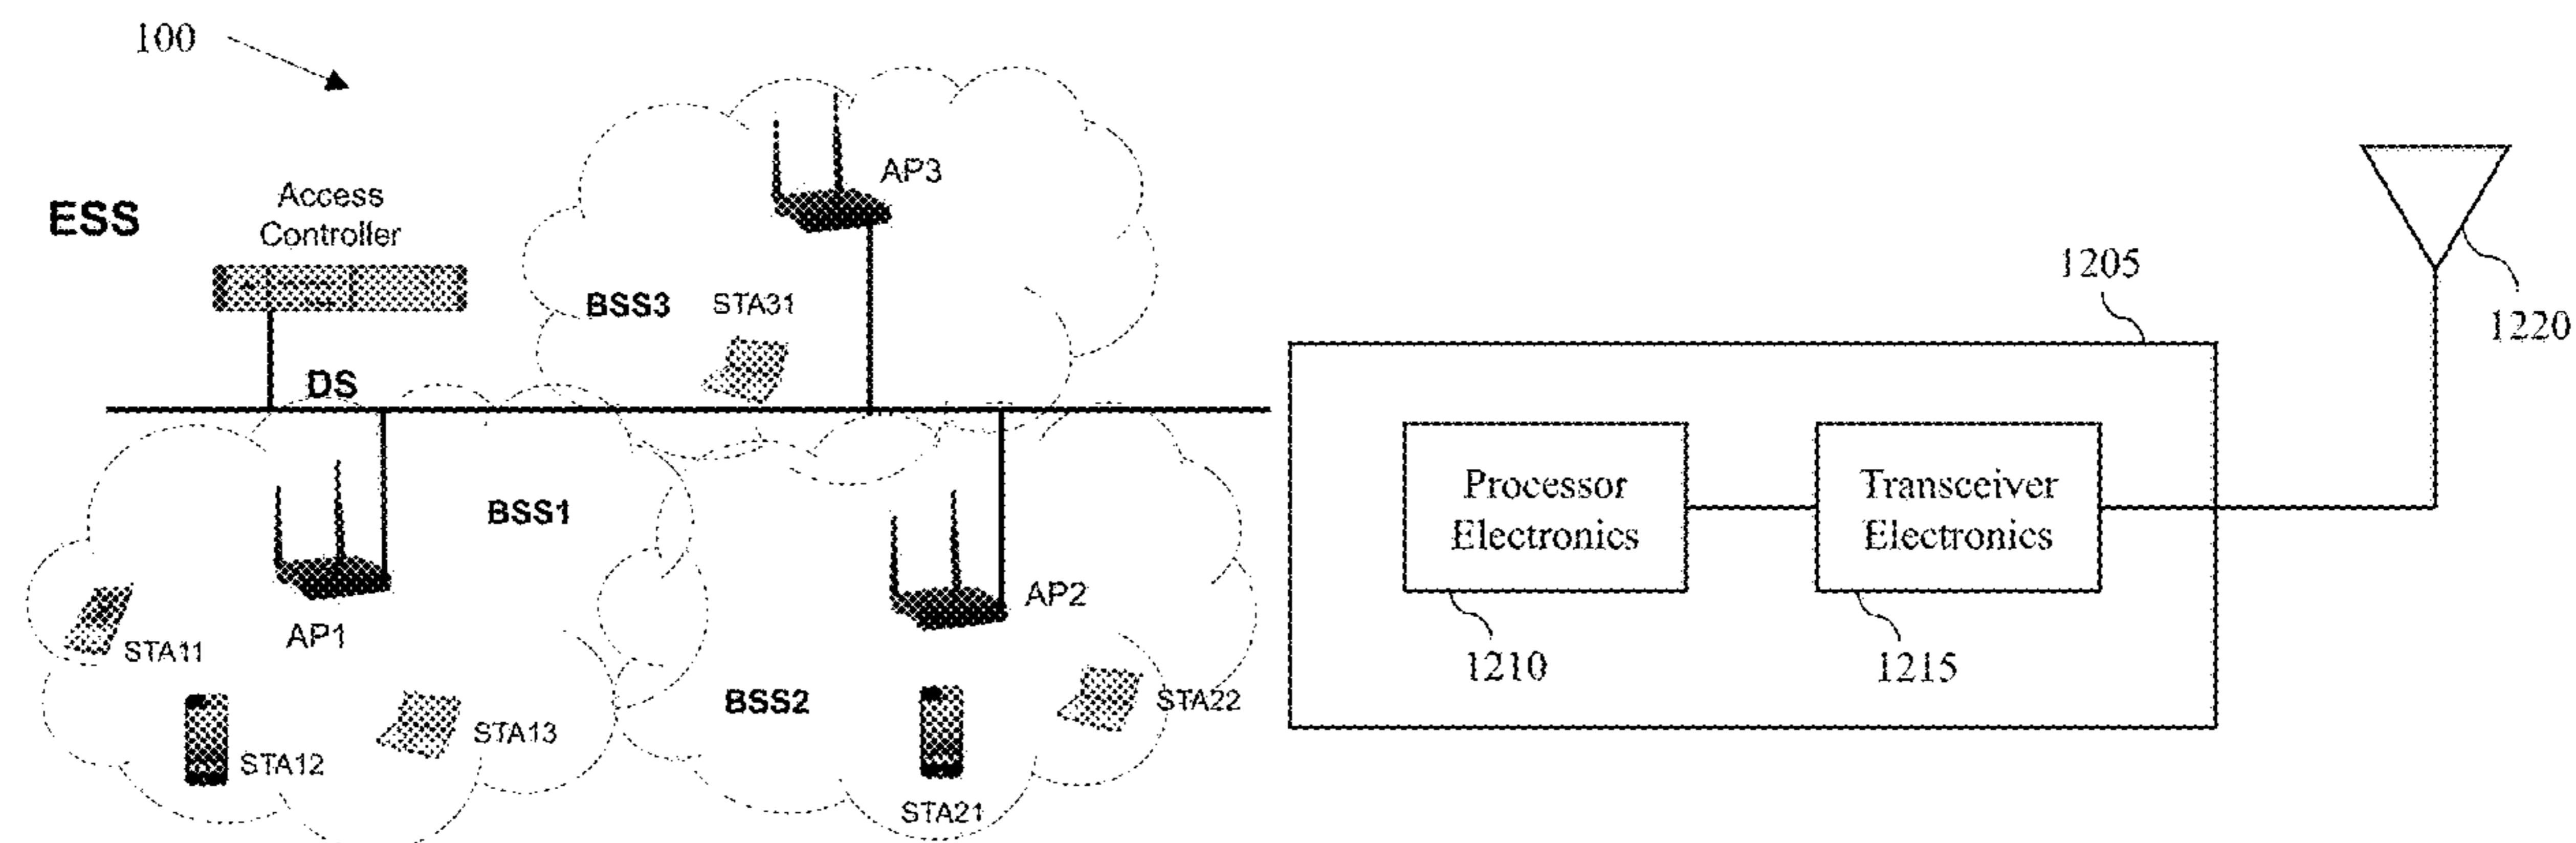 100
ESS
Access
Controller
AP3
BSS3
STA31
DS
BSS1
AP1
STA11
STA12
STA13
AP2
BSS2
STA21
STA22
1205
1220
Processor
Electronics
Transceiver
Electronics
1210
1215